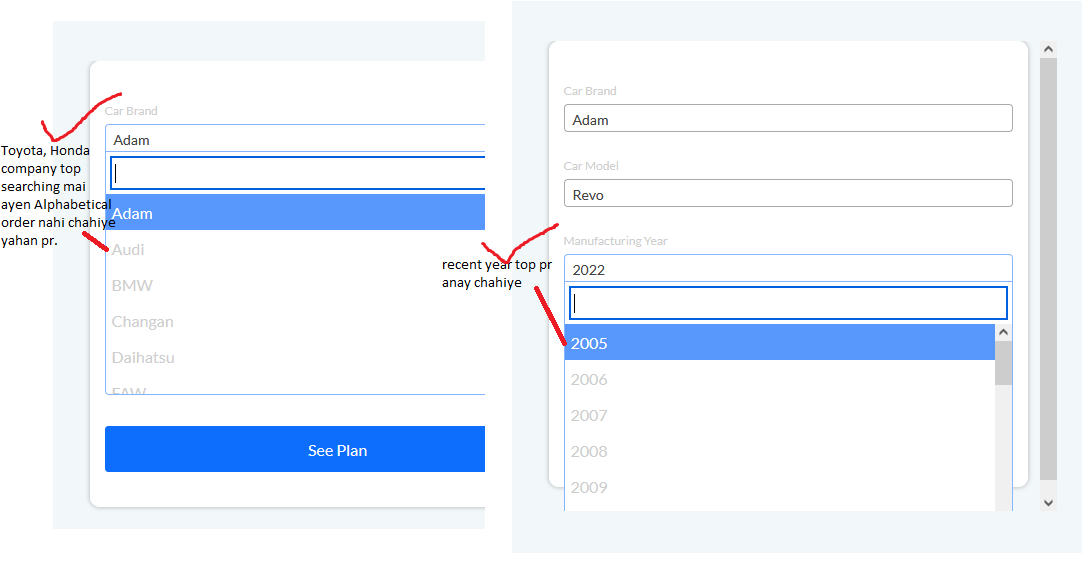 Car Brand
Adam
Toyota, Honda
company top
searching mai
ayen Alphabetical
order nahi chahiye
yahan pr.
Adam
Audi
BMW
Changan
Daihatsu
FAW
See Plan
Car Brand
Adam
Car Model
Revo
Manufacturing Year
recent year top pr
anay chahiye
2022
2005
2006
2007
2008
2009